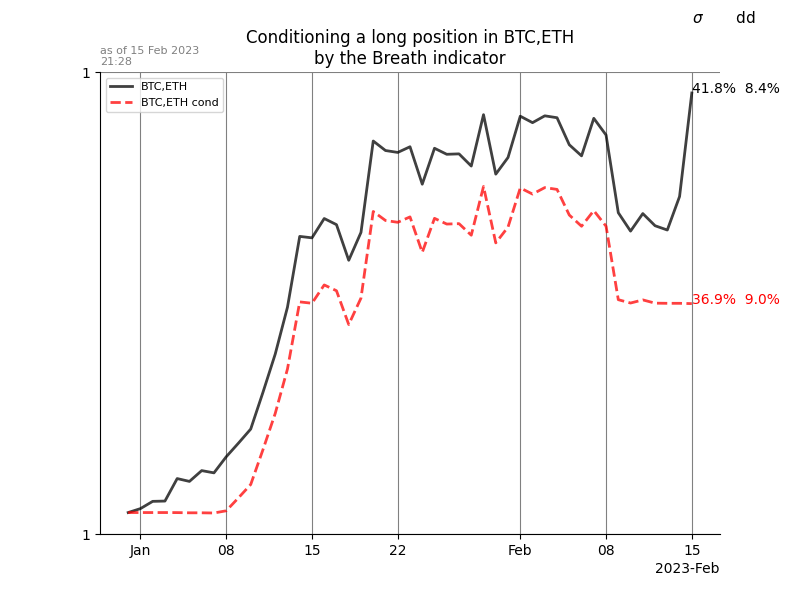 σ dd
Conditioning a long position in BTC,ETH
by the Breath indicator
as of 15 Feb 2023
21:28
1
BTC,ETH
BTC,ETH cond
41.8% 8.4%
36.9% 9.0%
1
Jan 08 15 22 Feb 08 15
2023-Feb